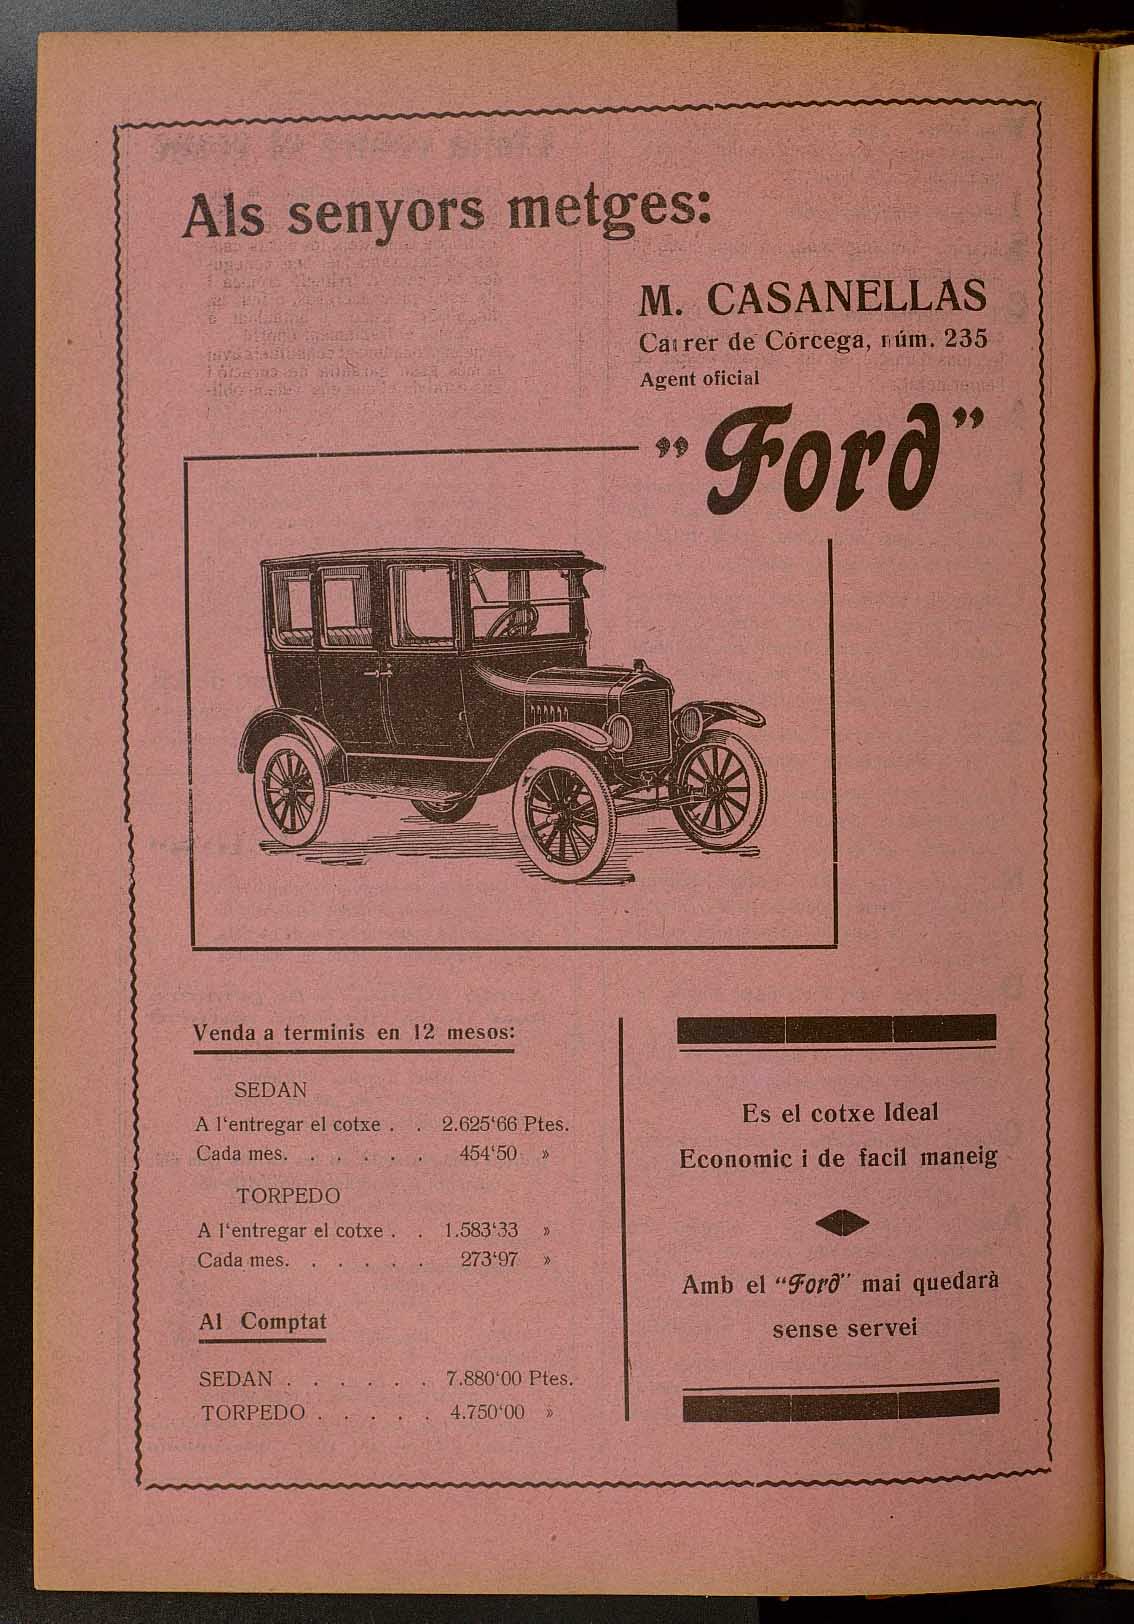 Als senyors metges:
M. CASANELLAS
Carrer de Córcega, núm. 235
Agent oficial
"Ford"
Venda a terminis en 12 mesos:
SEDAN
A l'entregar el cotxe . . 2.625'66 Ptes.
Cada mes. . . . . . 454'50 »
TORPEDO
A l'entregar el cotxe . . 1.583'33 »
Cada mes. . . . . . 273'97 »
Al Comptat
SEDAN . . . . . . 7.880'00 Ptes.
TORPEDO . . . . . 4.750'00 »
Es el cotxe Ideal
Economic i de facil maneig
Amb el "Ford" mai quedarà
sense servei